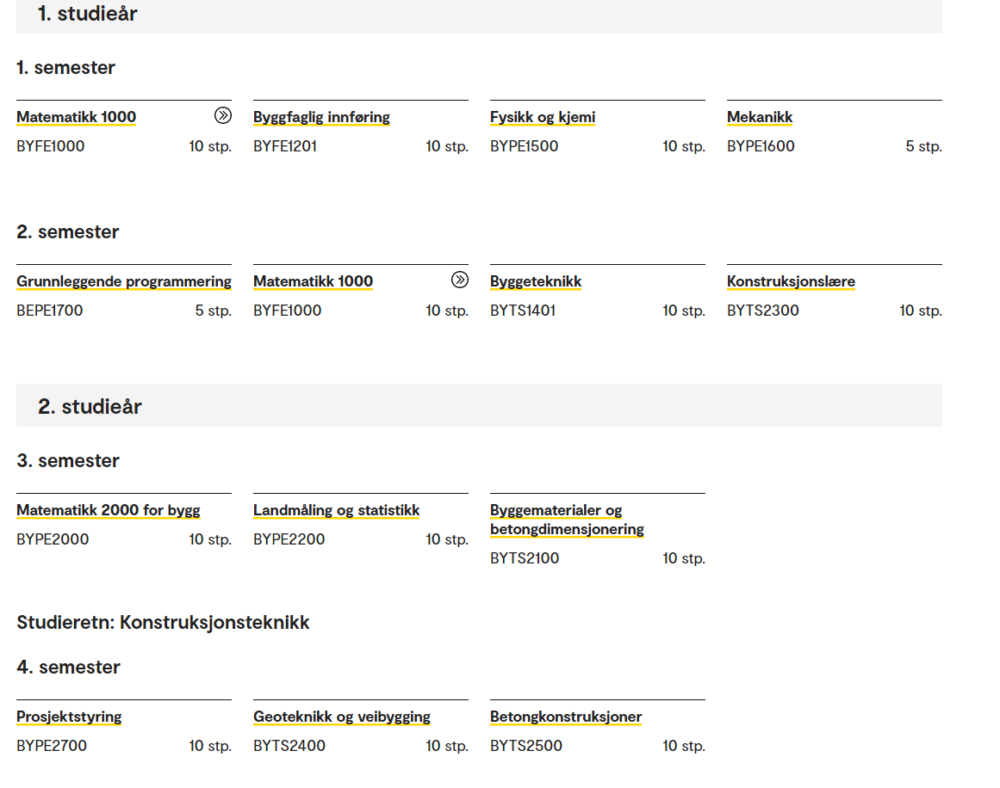 1. studieår
1. semester
Matematikk 1000
BYFE1000 10 stp.
Byggfaglig innføring
BYFE1201 10 stp.
Fysikk og kjemi
BYPE1500 10 stp.
Mekanikk
BYPE1600 5 stp.
2. semester
Grunnleggende programmering
BEPE1700 5 stp.
Matematikk 1000
BYFE1000 10 stp.
Byggeteknikk
BYTS1401 10 stp.
Konstruksjonslære
BYTS2300 10 stp.
2. studieår
3. semester
Matematikk 2000 for bygg
BYPE2000 10 stp.
Landmåling og statistikk
BYPE2200 10 stp.
Byggematerialer og
betongdimensjonering
BYTS2100 10 stp.
Studieretn: Konstruksjonsteknikk
4. semester
Prosjektstyring
BYPE2700 10 stp.
Geoteknikk og veibygging
BYTS2400 10 stp.
Betongkonstruksjoner
BYTS2500 10 stp.